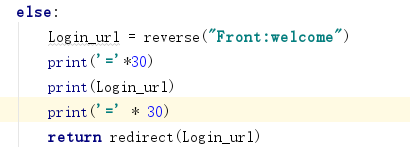 else:
    Login_url = reverse("Front:welcome")
    print('='*30)
    print(Login_url)
    print('=' * 30)
    return redirect(Login_url)